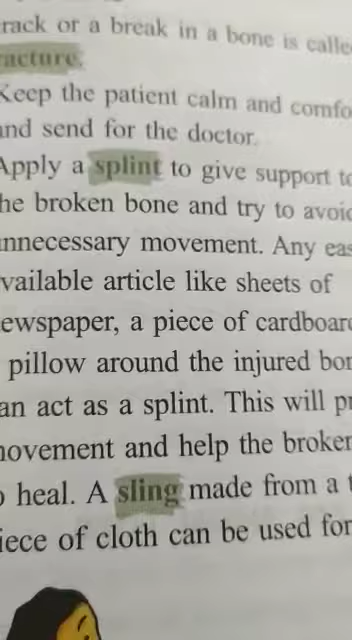 rack or a break in a bone is calle
acture.
Keep the patient calm and comfo
and send for the doctor.
Apply a splint to give support to
he broken bone and try to avoid
nnecessary movement. Any eas
vailable article like sheets of
ewspaper, a piece of cardboard
pillow around the injured bon
an act as a splint. This will pr
ovement and help the broken
o heal. A sling made from a t
iece of cloth can be used for